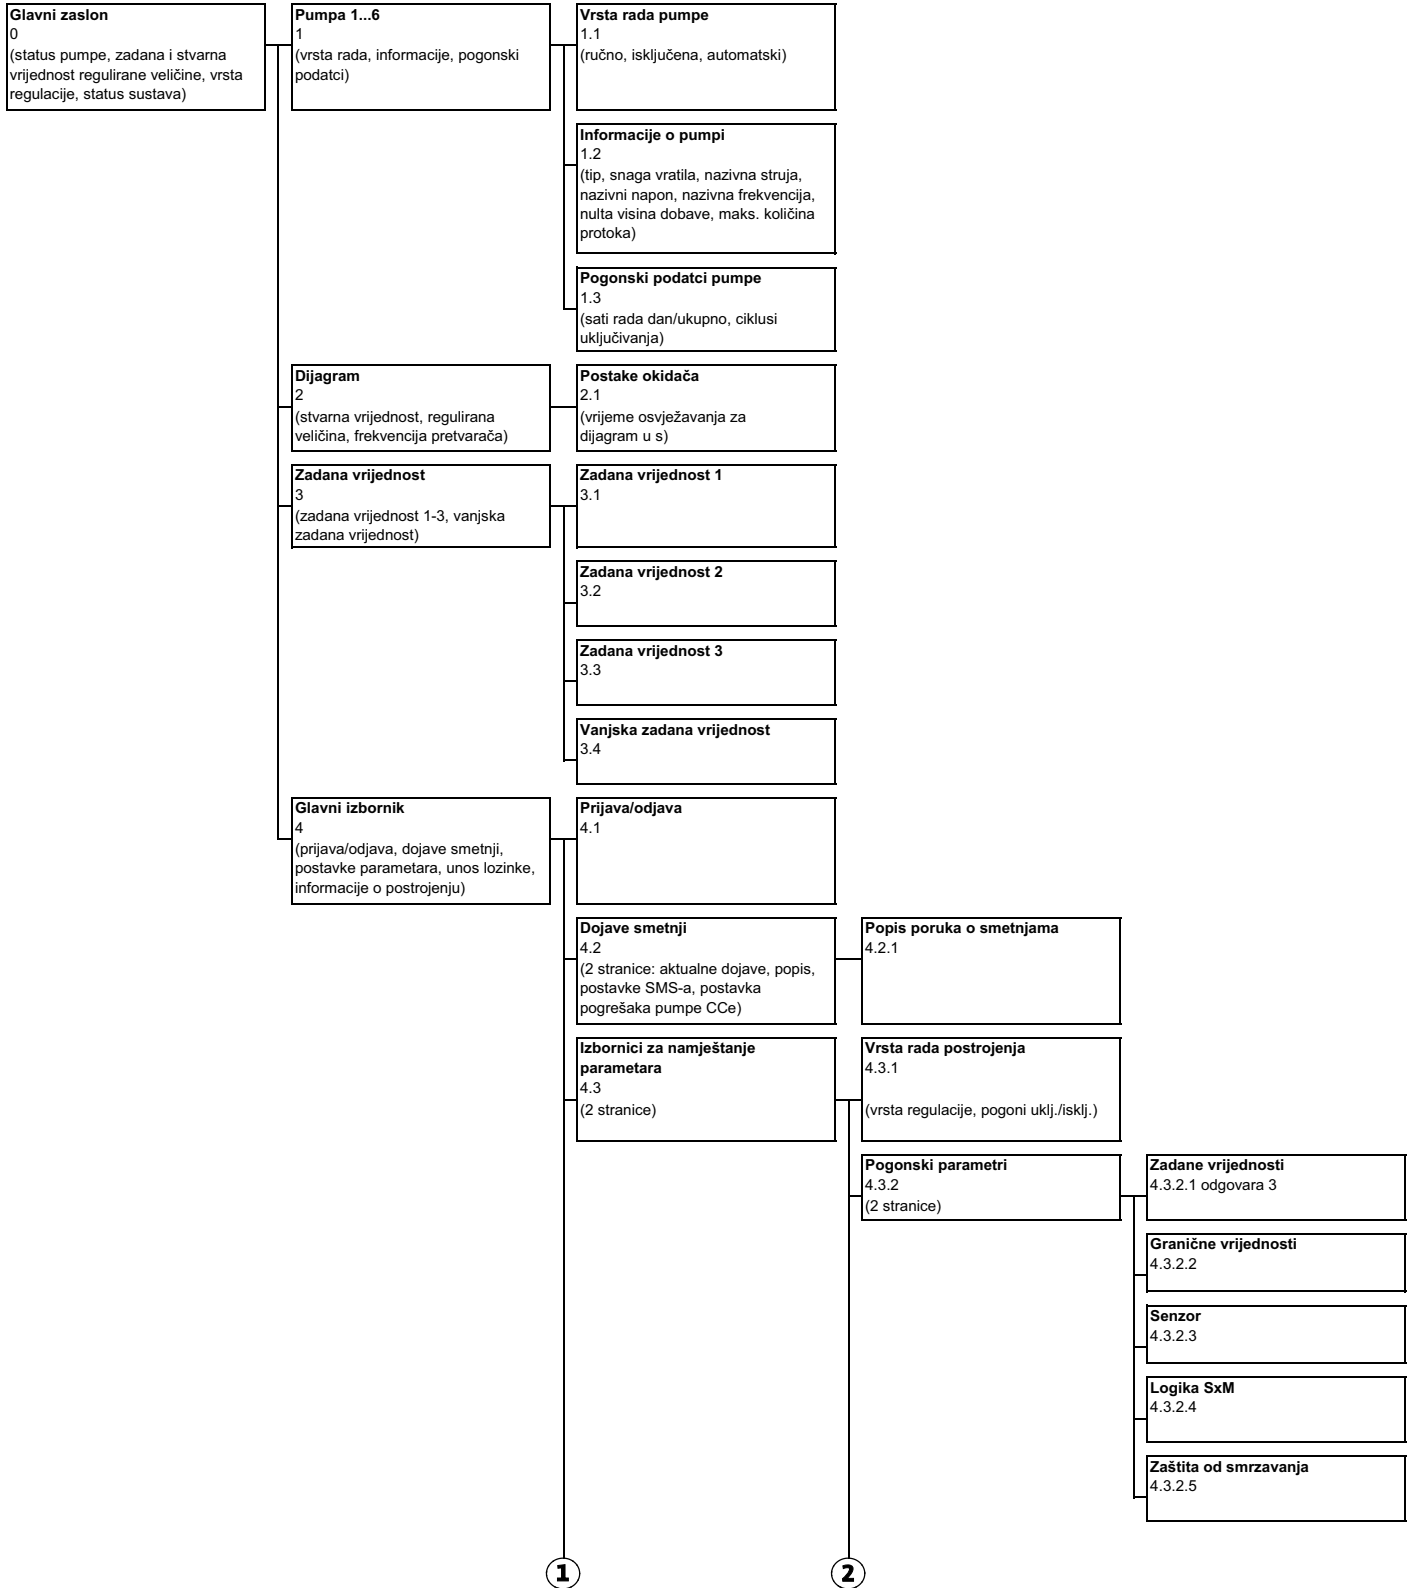 Glavni zaslon
0
(status pumpe, zadana i stvarna
vrijednost regulirane veličine, vrsta
regulacije, status sustava)
Pumpa 1...6
1
(vrsta rada, informacije, pogonski
podatci)
Vrsta rada pumpe
1.1
(ručno, isključena, automatski)
Informacije o pumpi
1.2
(tip, snaga vratila, nazivna struja,
nazivni napon, nazivna frekvencija,
nulta visina dobave, maks. količina
protoka)
Pogonski podatci pumpe
1.3
(sati rada dan/ukupno, ciklusi
uključivanja)
Dijagram
2
(stvarna vrijednost, regulirana
veličina, frekvencija pretvarača)
Postake okidača
2.1
(vrijeme osvježavanja za
dijagram u s)
Zadana vrijednost
3
(zadana vrijednost 1-3, vanjska
zadana vrijednost)
Zadana vrijednost 1
3.1
Zadana vrijednost 2
3.2
Zadana vrijednost 3
3.3
Vanjska zadana vrijednost
3.4
Glavni izbornik
4
(prijava/odjava, dojave smetnji,
postavke parametara, unos lozinke,
informacije o postrojenju)
Prijava/odjava
4.1
Dojave smetnji
4.2
(2 stranice: aktualne dojave, popis,
postavke SMS-a, postavka
pogrešaka pumpe CCe)
Popis poruka o smetnjama
4.2.1
Izbornici za namještanje
parametara
4.3
(2 stranice)
Vrsta rada postrojenja
4.3.1
(vrsta regulacije, pogoni uklj./isklj.)
Pogonski parametri
4.3.2
(2 stranice)
Zadane vrijednosti
4.3.2.1 odgovara 3
Granične vrijednosti
4.3.2.2
Senzor
4.3.2.3
Logika SxM
4.3.2.4
Zaštita od smrzavanja
4.3.2.5
1
2